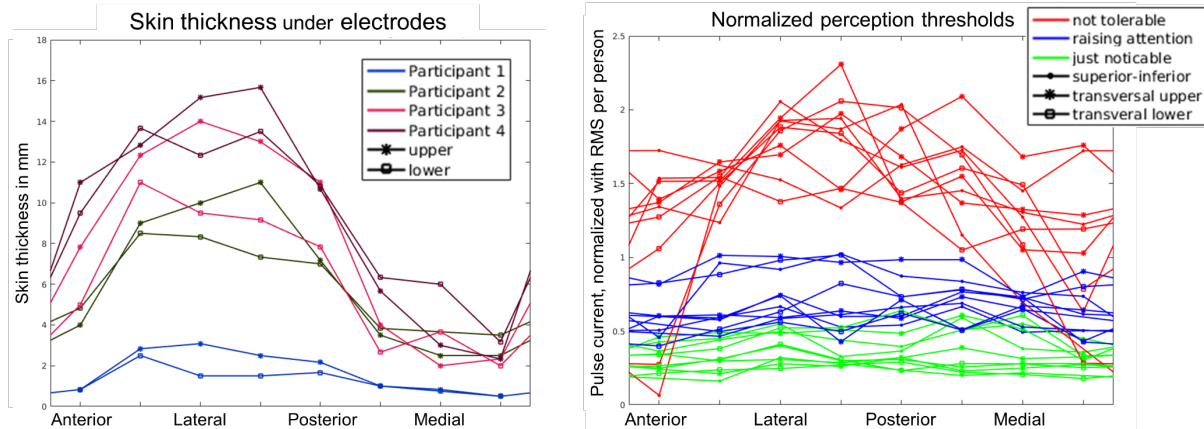 Skin thickness under electrodes
Skin thickness in mm
18
16
14
12
10
8
6
4
2
0
Participant 1
Participant 2
Participant 3
Participant 4
upper
lower
Anterior Lateral Posterior Medial
Normalized perception thresholds
Pulse current, normalized with RMS per person
2.5
2
1.5
1
0.5
0
not tolerable
raising attention
just noticable
superior-inferior
transversal upper
transveral lower
Anterior Lateral Posterior Medial